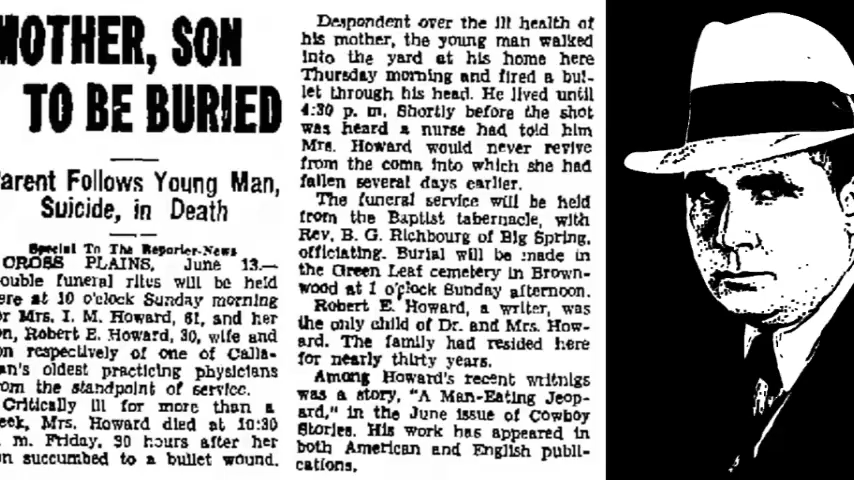 MOTHER, SON
TO BE BURIED
arent Follows Young Man,
Suicide, in Death
Special To The Reporter-News
CROSS PLAINS, June 13.—
ouble funeral rites will be held
ere at 10 o'clock Sunday morning
or Mrs. I. M. Howard, 61, and her
on, Robert E. Howard, 30, wife and
on respectively of one of Calla-
an's oldest practicing physicians
rom the standpoint of service.
Critically ill for more than a
eek, Mrs. Howard died at 10:30
. m. Friday, 30 hours after her
on succumbed to a bullet wound.
Despondent over the ill health of
his mother, the young man walked
into the yard at his home here
Thursday morning and fired a bul-
let through his head. He lived until
4:30 p. m. Shortly before the shot
was heard a nurse had told him
Mrs. Howard would never revive
from the coma into which she had
fallen several days earlier.
The funeral service will be held
from the Baptist tabernacle, with
Rev. B. G. Richbourg of Big Spring,
officiating. Burial will be made in
the Green Leaf cemetery in Brown-
wood at 1 o'clock Sunday afternoon.
Robert E. Howard, a writer, was
the only child of Dr. and Mrs. How-
ard. The family had resided here
for nearly thirty years.
Among Howard's recent writnigs
was a story, "A Man-Eating Jeop-
ard," in the June issue of Cowboy
Stories. His work has appeared in
both American and English publi-
cations.